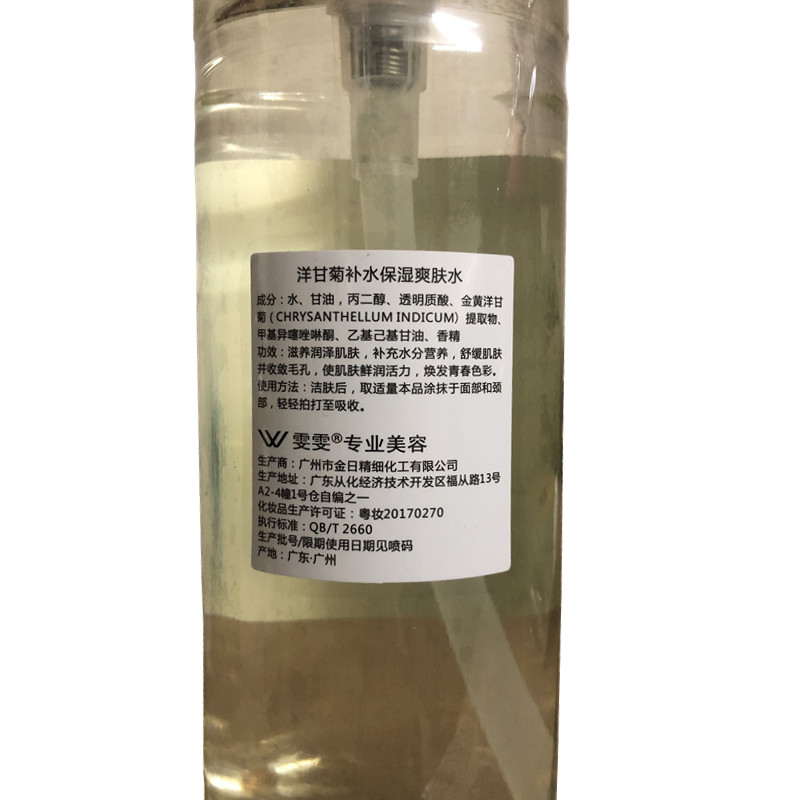 洋甘菊补水保湿爽肤水
成分：水、甘油，丙二醇、透明质酸、金黄洋甘
菊（CHRYSANTHELLUM INDICUM）提取物、
甲基异噻唑啉酮、乙基己基甘油、香精
功效：滋养润泽肌肤，补充水分营养，舒缓肌肤
并收敛毛孔，使肌肤鲜润活力，焕发青春色彩。
使用方法：洁肤后，取适量本品涂抹于面部和颈
部，轻轻拍打至吸收。
W 雯雯®专业美容
生产商：广州市金日精细化工有限公司
生产地址：广东从化经济技术开发区福从路13号
A2-4幢1号仓自编之一
化妆品生产许可证：粤妆20170270
执行标准：QB/T 2660
生产批号/限期使用日期见喷码
产地：广东·广州